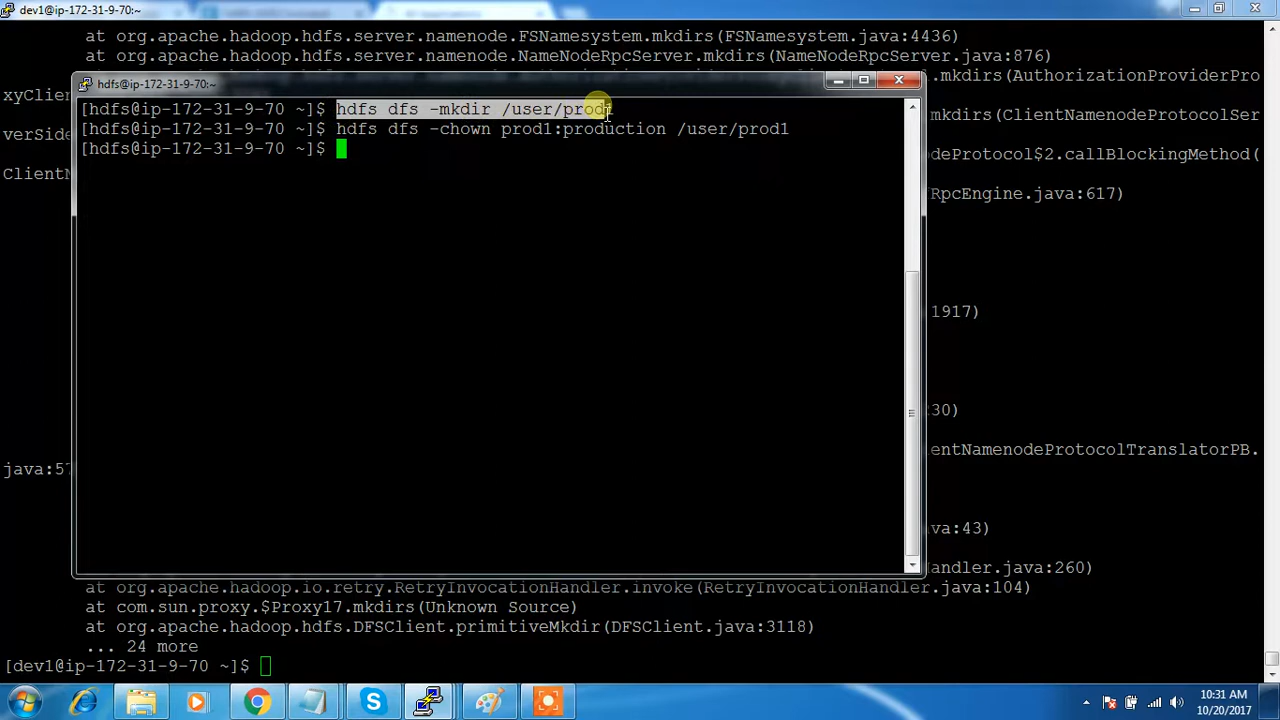 dev1@ip-172-31-9-70:~
at org.apache.hadoop.hdfs.server.namenode.FSNamesystem.mkdirs(FSNamesystem.java:4436)
at org.apache.hadoop.hdfs.server.namenode.NameNodeRpcServer.mkdirs(NameNodeRpcServer.java:876)
.mkdirs(AuthorizationProviderPro
hdfs@ip-172-31-9-70:~
xyClien
[hdfs@ip-172-31-9-70 ~]$ hdfs dfs -mkdir /user/prod1
mkdirs(ClientNamenodeProtocolSer
[hdfs@ip-172-31-9-70 ~]$ hdfs dfs -chown prod1:production /user/prod1
verSide
[hdfs@ip-172-31-9-70 ~]$
odeProtocol$2.callBlockingMethod(
ClientN
RpcEngine.java:617)
1917)
30)
entNamenodeProtocolTranslatorPB.
java:57
va:43)
Handler.java:260)
at org.apache.hadoop.io.retry.RetryInvocationHandler.invoke(RetryInvocationHandler.java:104)
at com.sun.proxy.$Proxy17.mkdirs(Unknown Source)
at org.apache.hadoop.hdfs.DFSClient.primitiveMkdir(DFSClient.java:3118)
... 24 more
[dev1@ip-172-31-9-70 ~]$
10:31 AM
10/20/2017